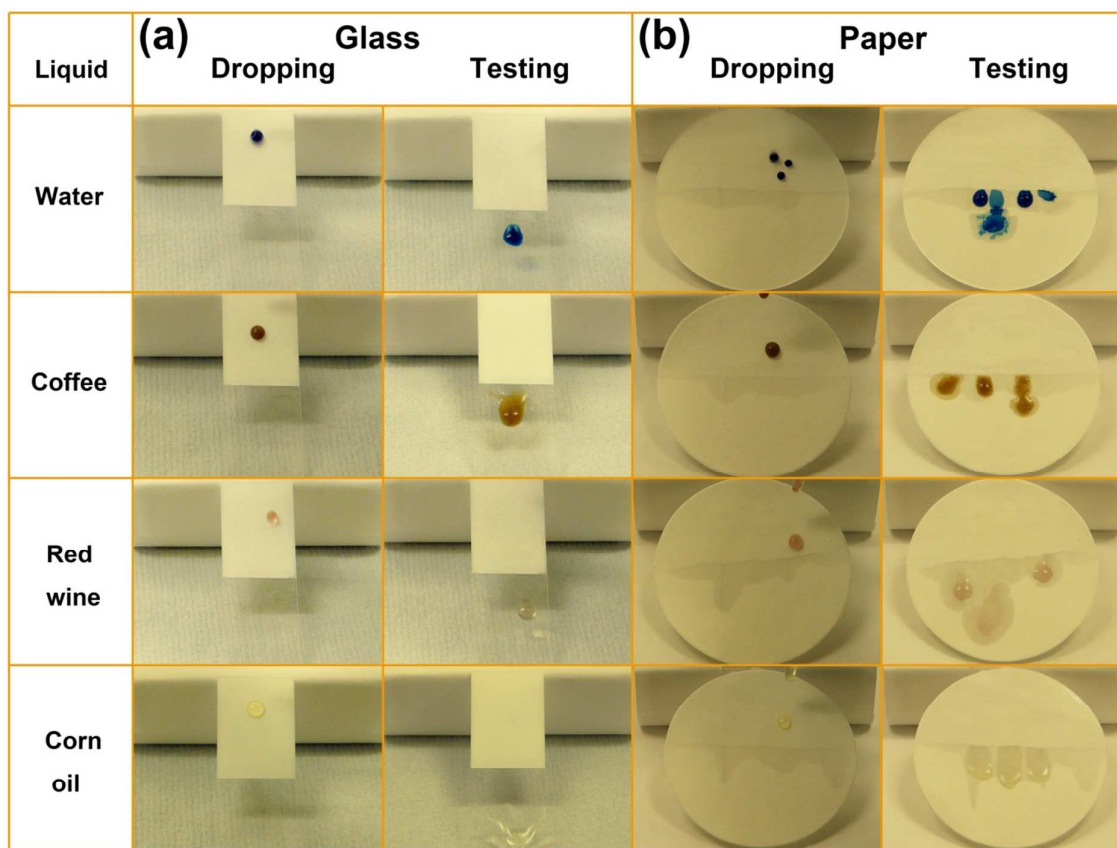 Liquid
(a)
Glass
Dropping
Testing
(b)
Paper
Dropping
Testing
Water
Coffee
Red
wine
Corn
oil